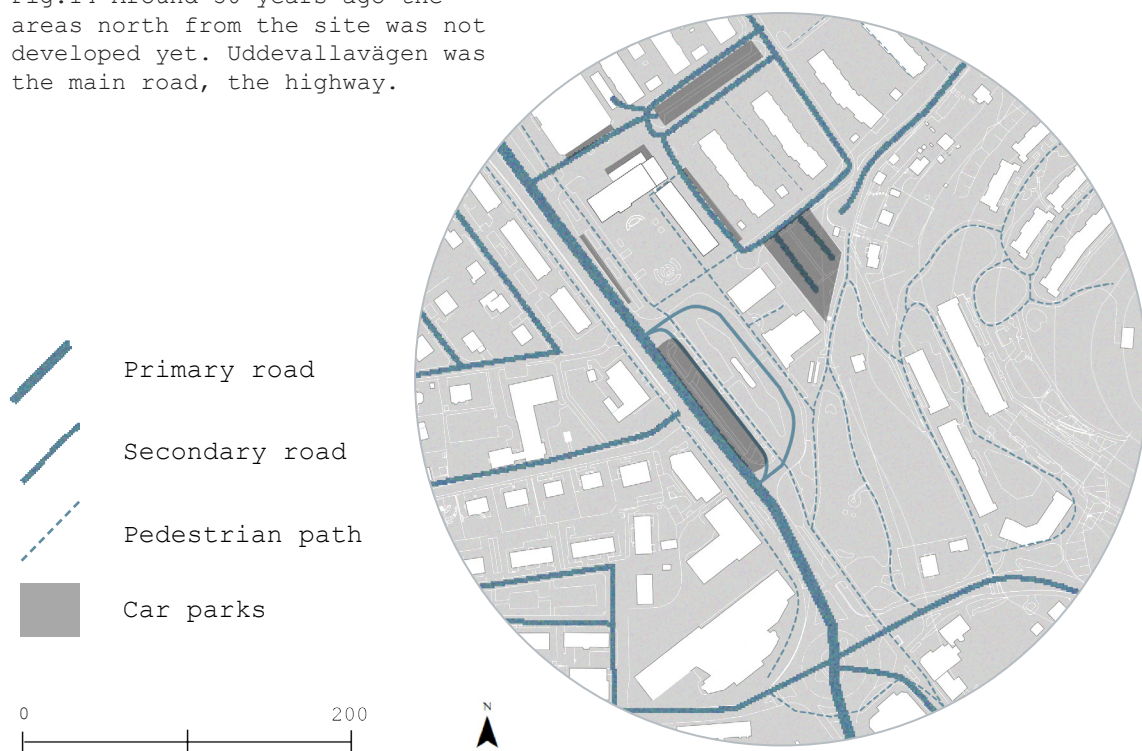 areas north from the site was not
developed yet. Uddevallavägen was
the main road, the highway.
Primary road
Secondary road
Pedestrian path
Car parks
0 200
N